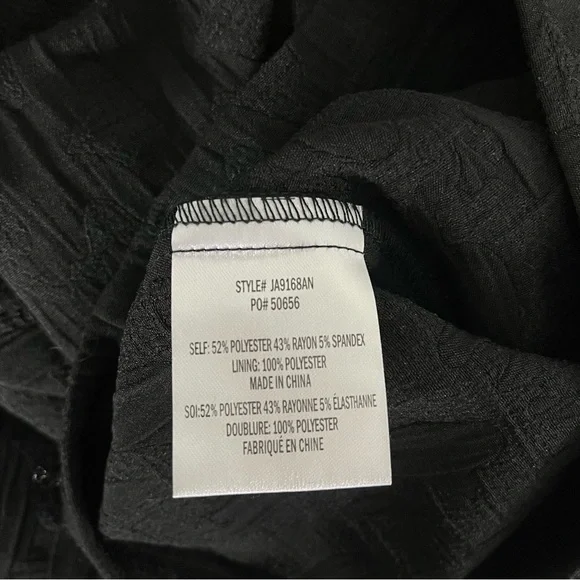 STYLE# JA9168AN
PO# 50656
SELF: 52% POLYESTER 43% RAYON 5% SPANDEX
LINING: 100% POLYESTER
MADE IN CHINA
SOI:52% POLYESTER 43% RAYONNE 5% ÉLASTHANNE
DOUBLURE: 100% POLYESTER
FABRIQUÉ EN CHINE